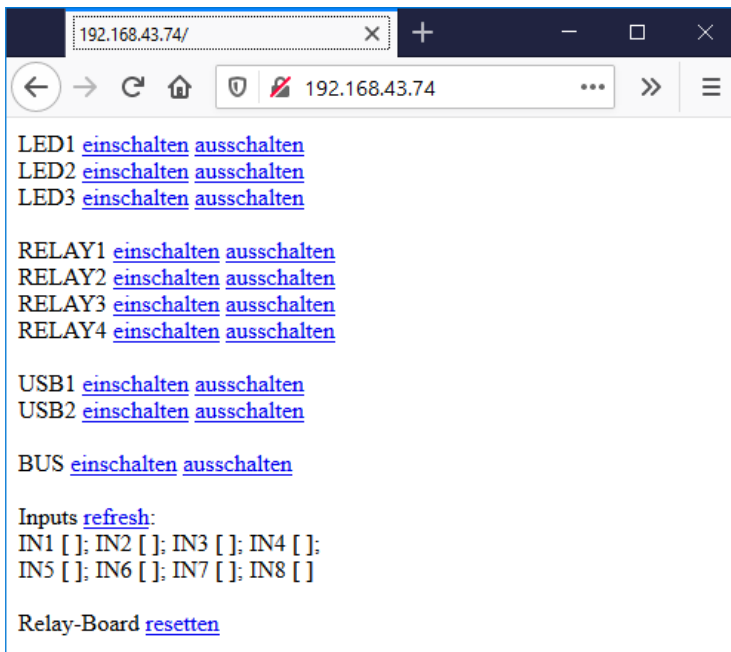 192.168.43.74/
192.168.43.74
LED1 einschalten ausschalten
LED2 einschalten ausschalten
LED3 einschalten ausschalten
RELAY1 einschalten ausschalten
RELAY2 einschalten ausschalten
RELAY3 einschalten ausschalten
RELAY4 einschalten ausschalten
USB1 einschalten ausschalten
USB2 einschalten ausschalten
BUS einschalten ausschalten
Inputs refresh:
IN1 [ ]; IN2 [ ]; IN3 [ ]; IN4 [ ];
IN5 [ ]; IN6 [ ]; IN7 [ ]; IN8 [ ]
Relay-Board resetten